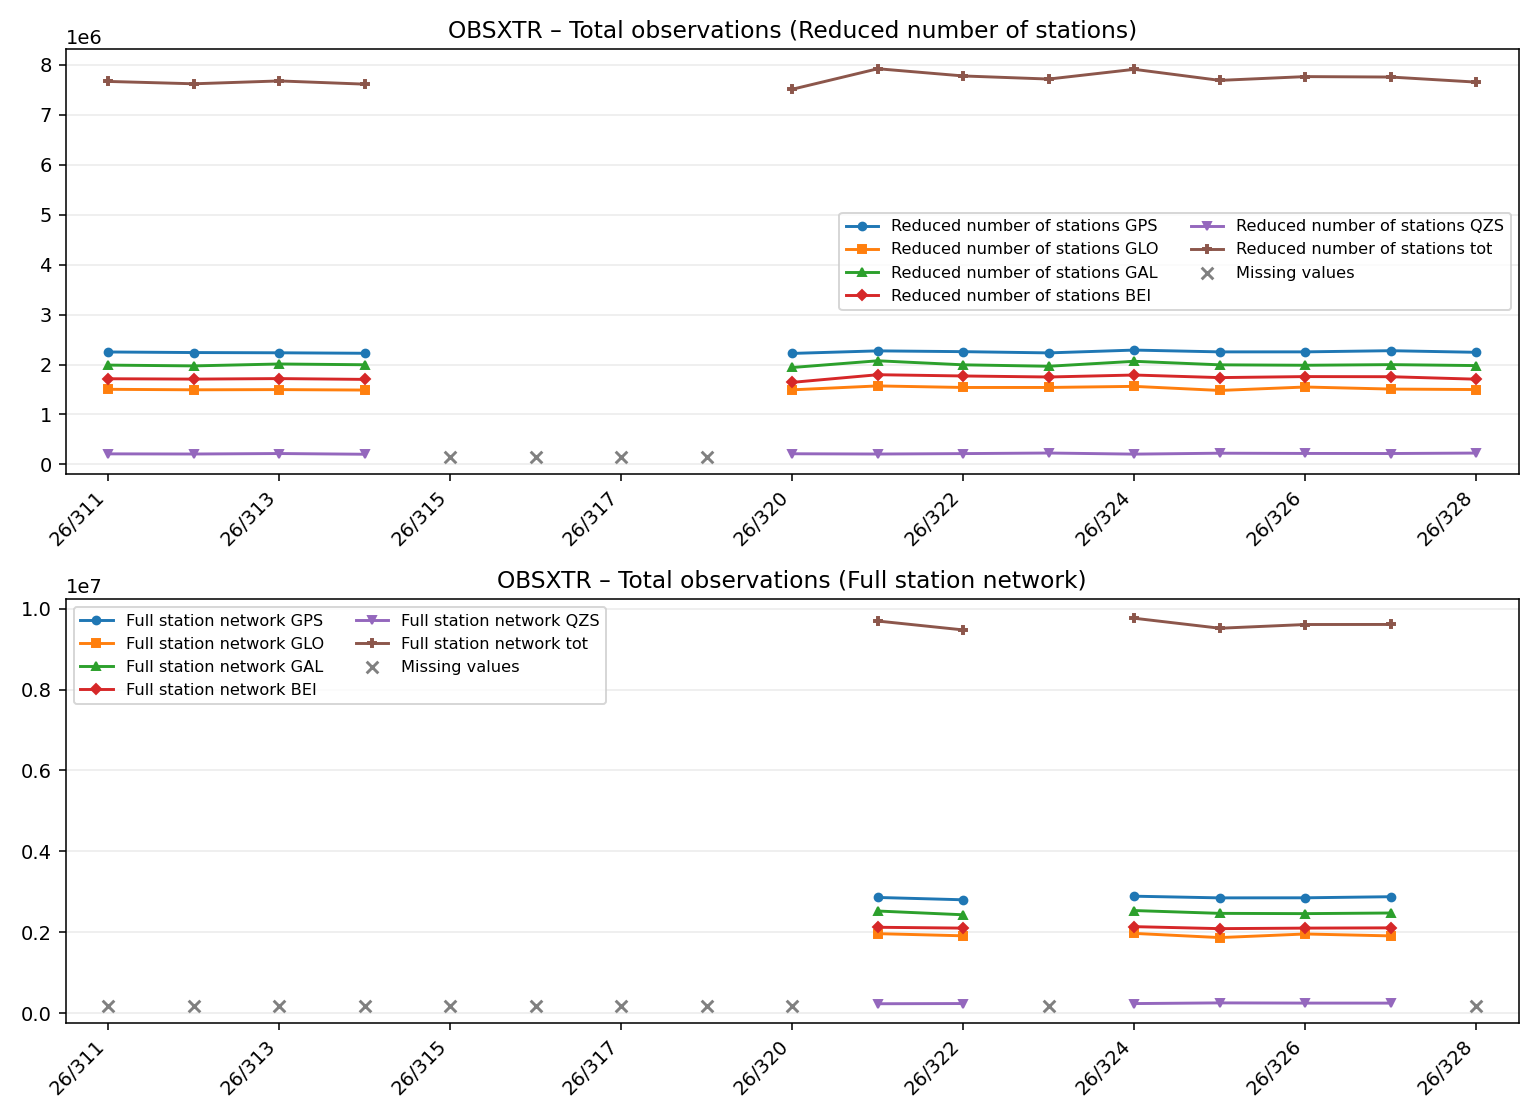 OBSXTR – Total observations (Reduced number of stations)
1e6
8
7
6
5
4
3
2
1
0
Reduced number of stations GPS
Reduced number of stations GLO
Reduced number of stations GAL
Reduced number of stations BEI
Reduced number of stations QZS
Reduced number of stations tot
Missing values
26/311
26/313
26/315
26/317
26/320
26/322
26/324
26/326
26/328
OBSXTR – Total observations (Full station network)
1e7
1.0
0.8
0.6
0.4
0.2
0.0
Full station network GPS
Full station network GLO
Full station network GAL
Full station network BEI
Full station network QZS
Full station network tot
Missing values
26/311
26/313
26/315
26/317
26/320
26/322
26/324
26/326
26/328